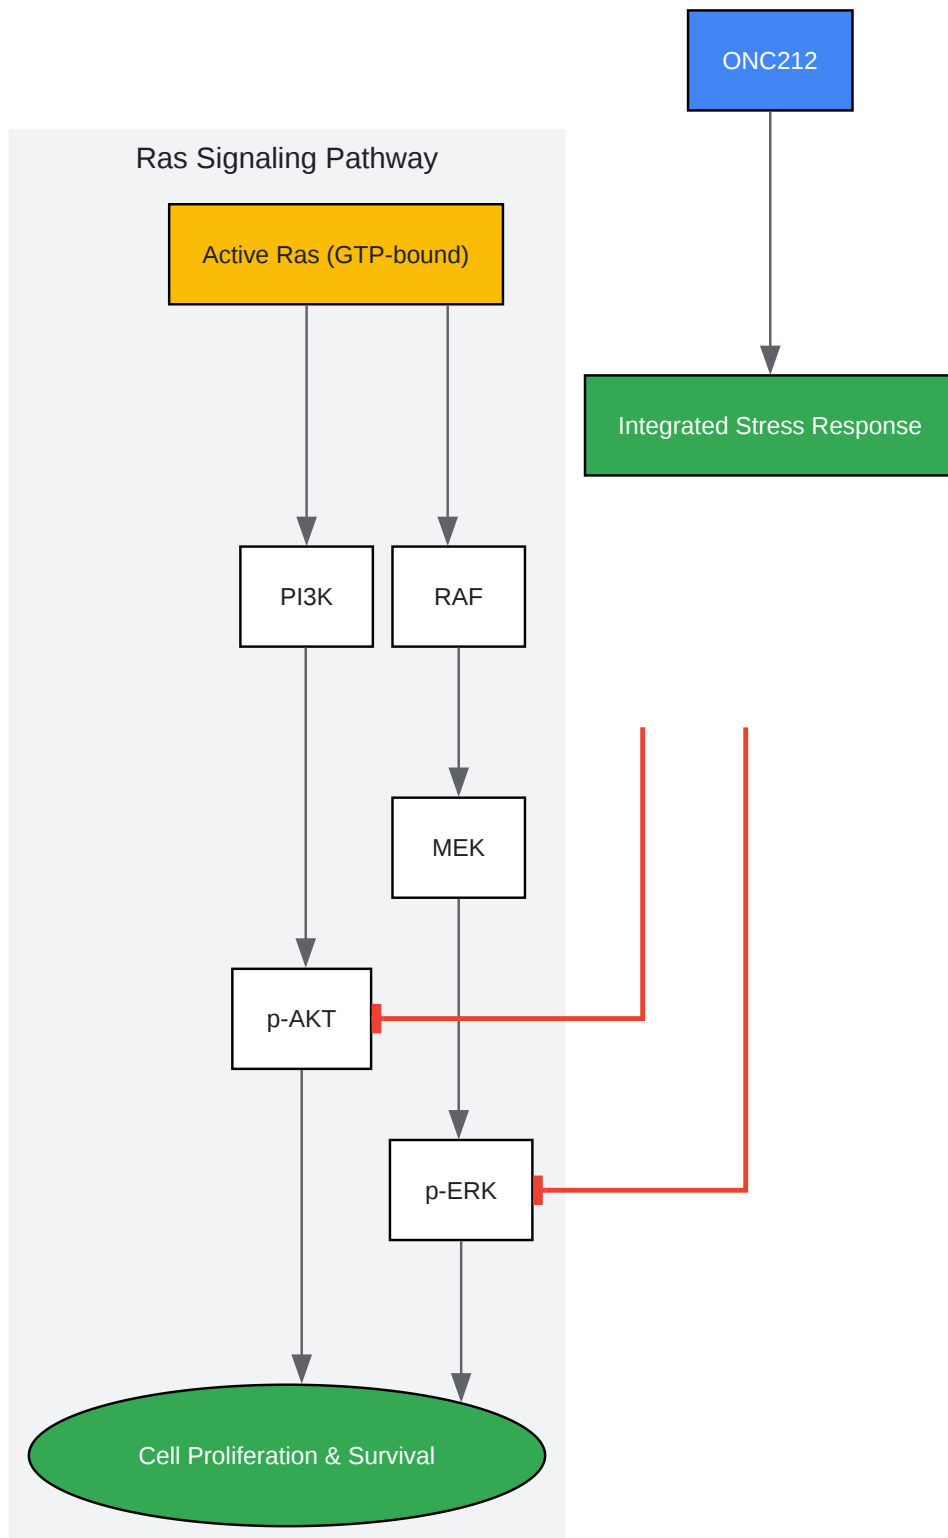 ONC212
Ras Signaling Pathway
Active Ras (GTP-bound)
Integrated Stress Response
PI3K
RAF
MEK
p-AKT
p-ERK
Cell Proliferation & Survival